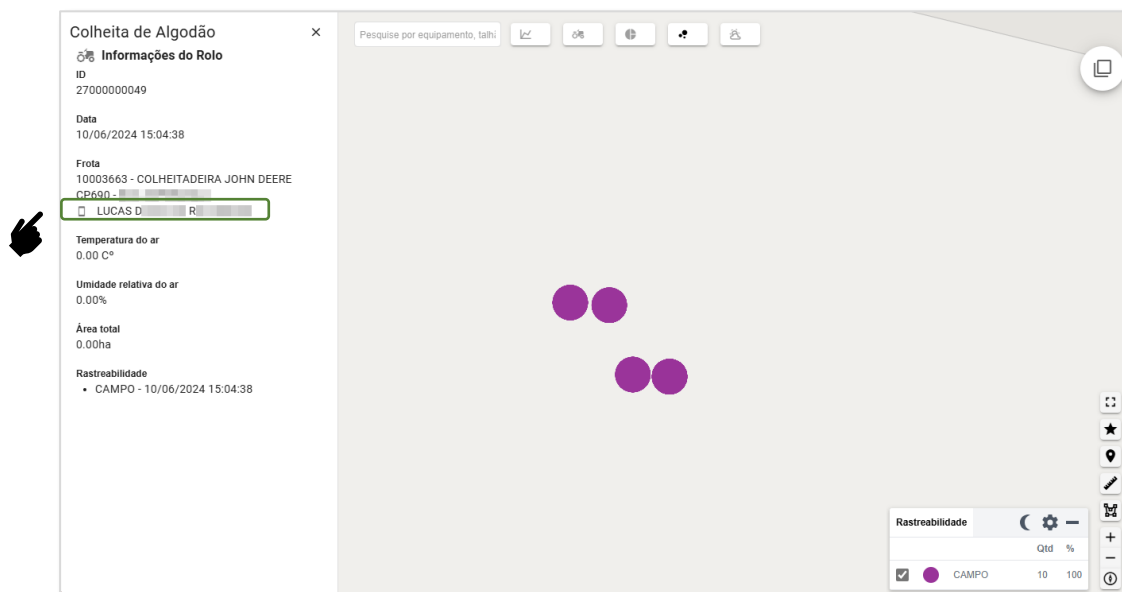 Colheita de Algodão
Informações do Rolo
ID
27000000049
Data
10/06/2024 15:04:38
Frota
10003663 - COLHEITADEIRA JOHN DEERE
CP690 -
LUCAS D R
Temperatura do ar
0.00 Cº
Umidade relativa do ar
0.00%
Área total
0.00ha
Rastreabilidade
• CAMPO - 10/06/2024 15:04:38
Pesquise por equipamento, talh
Rastreabilidade
Qtd %
CAMPO 10 100